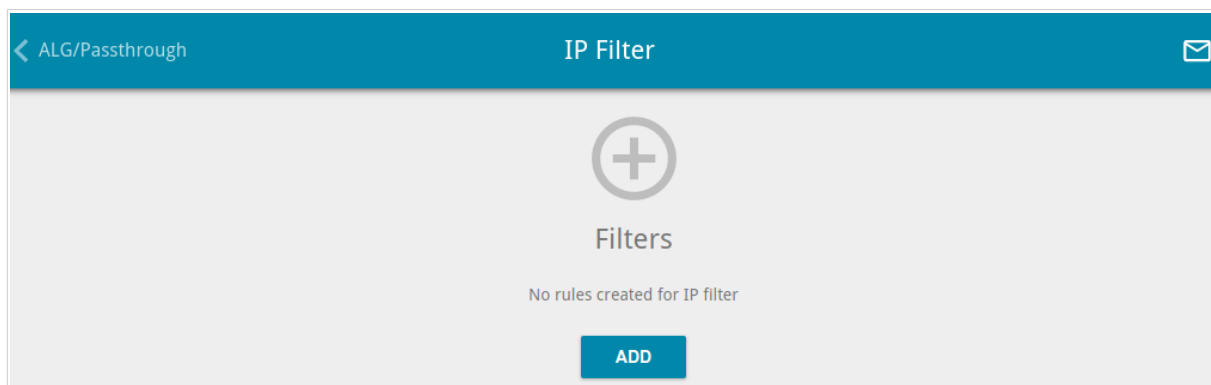 ALG/Passthrough
IP Filter
Filters
No rules created for IP filter
ADD